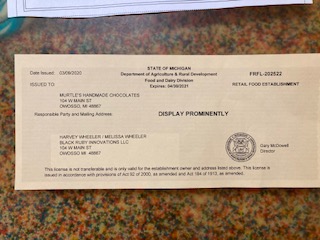 STATE OF MICHIGAN
Date Issued 03/09/2020 Department of Agriculture & Rural Development FRFL-202522
Food and Dairy Division
ISSUED TO Expires: 04/30/2021 RETAIL FOOD ESTABLISHMENT
MURTLE'S HANDMADE CHOCOLATES
104 W MAIN ST
OWOSSO, MI 48867
Responsible Party and Mailing Address: DISPLAY PROMINENTLY
HARVEY WHEELER / MELISSA WHEELER
BLACK RUBY INNOVATIONS LLC
104 W MAIN ST
OWOSSO MI 48867
Gary McDowell
Director
This license is not transferable and is only valid for the establishment owner and address listed above. This license is
issued in accordance with provisions of Act 92 of 2000, as amended and Act 184 of 1913, as amended.